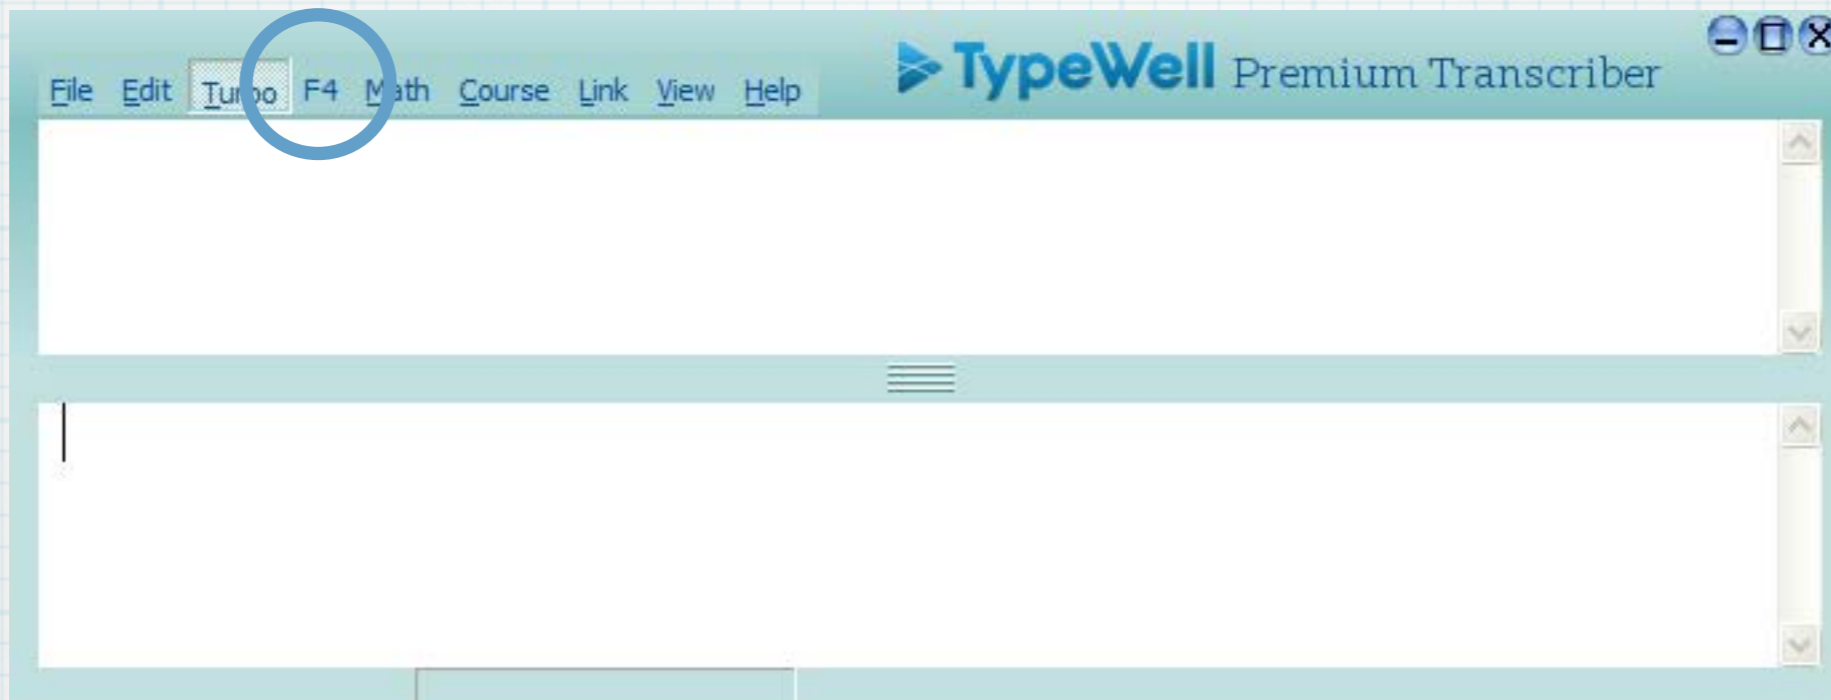 TypeWell Premium Transcriber
File Edit Turbo F4 Math Course Link View Help